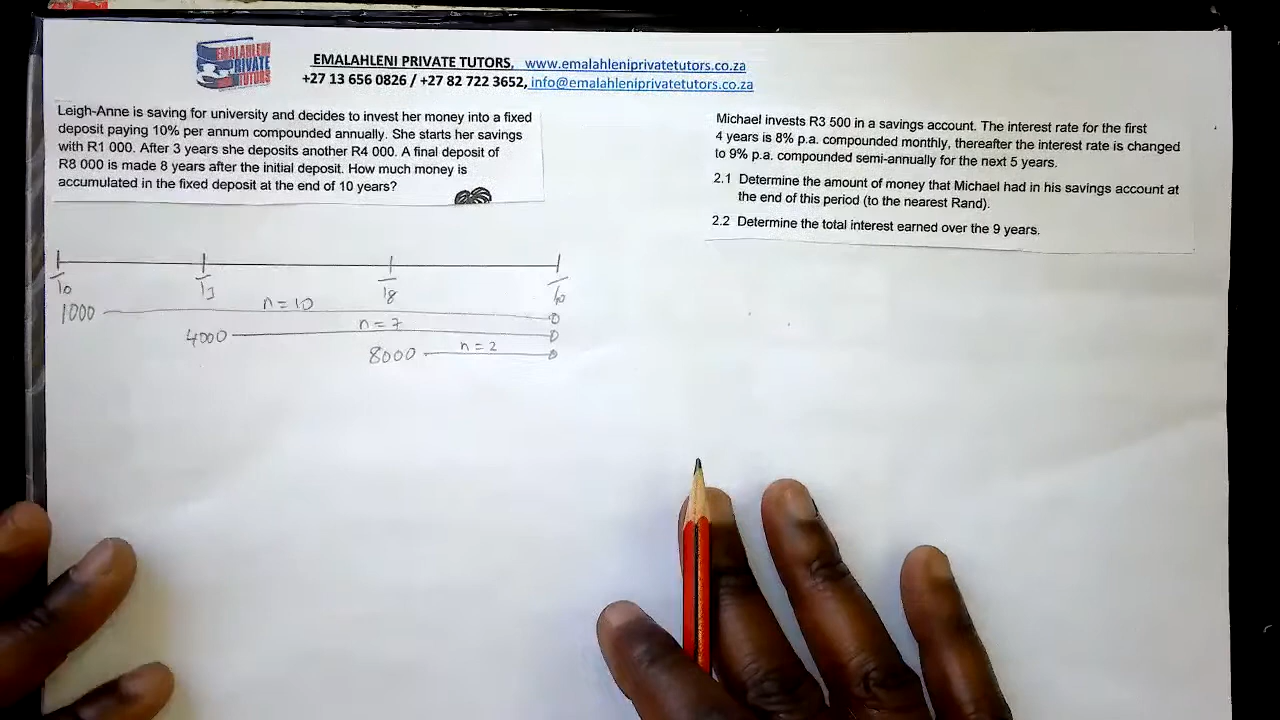 EMALAHLENI
PRIVATE
TUTORS
EMALAHLENI PRIVATE TUTORS, www.emalahleniprivatetutors.co.za
+27 13 656 0826 / +27 82 722 3652, info@emalahleniprivatetutors.co.za
Leigh-Anne is saving for university and decides to invest her money into a fixed
deposit paying 10% per annum compounded annually. She starts her savings
with R1 000. After 3 years she deposits another R4 000. A final deposit of
R8 000 is made 8 years after the initial deposit. How much money is
accumulated in the fixed deposit at the end of 10 years?
T0 T3 T8 T10
1000 n = 10
4000 n = 7
8000 n = 2
Michael invests R3 500 in a savings account. The interest rate for the first
4 years is 8% p.a. compounded monthly, thereafter the interest rate is changed
to 9% p.a. compounded semi-annually for the next 5 years.
2.1 Determine the amount of money that Michael had in his savings account at
the end of this period (to the nearest Rand).
2.2 Determine the total interest earned over the 9 years.